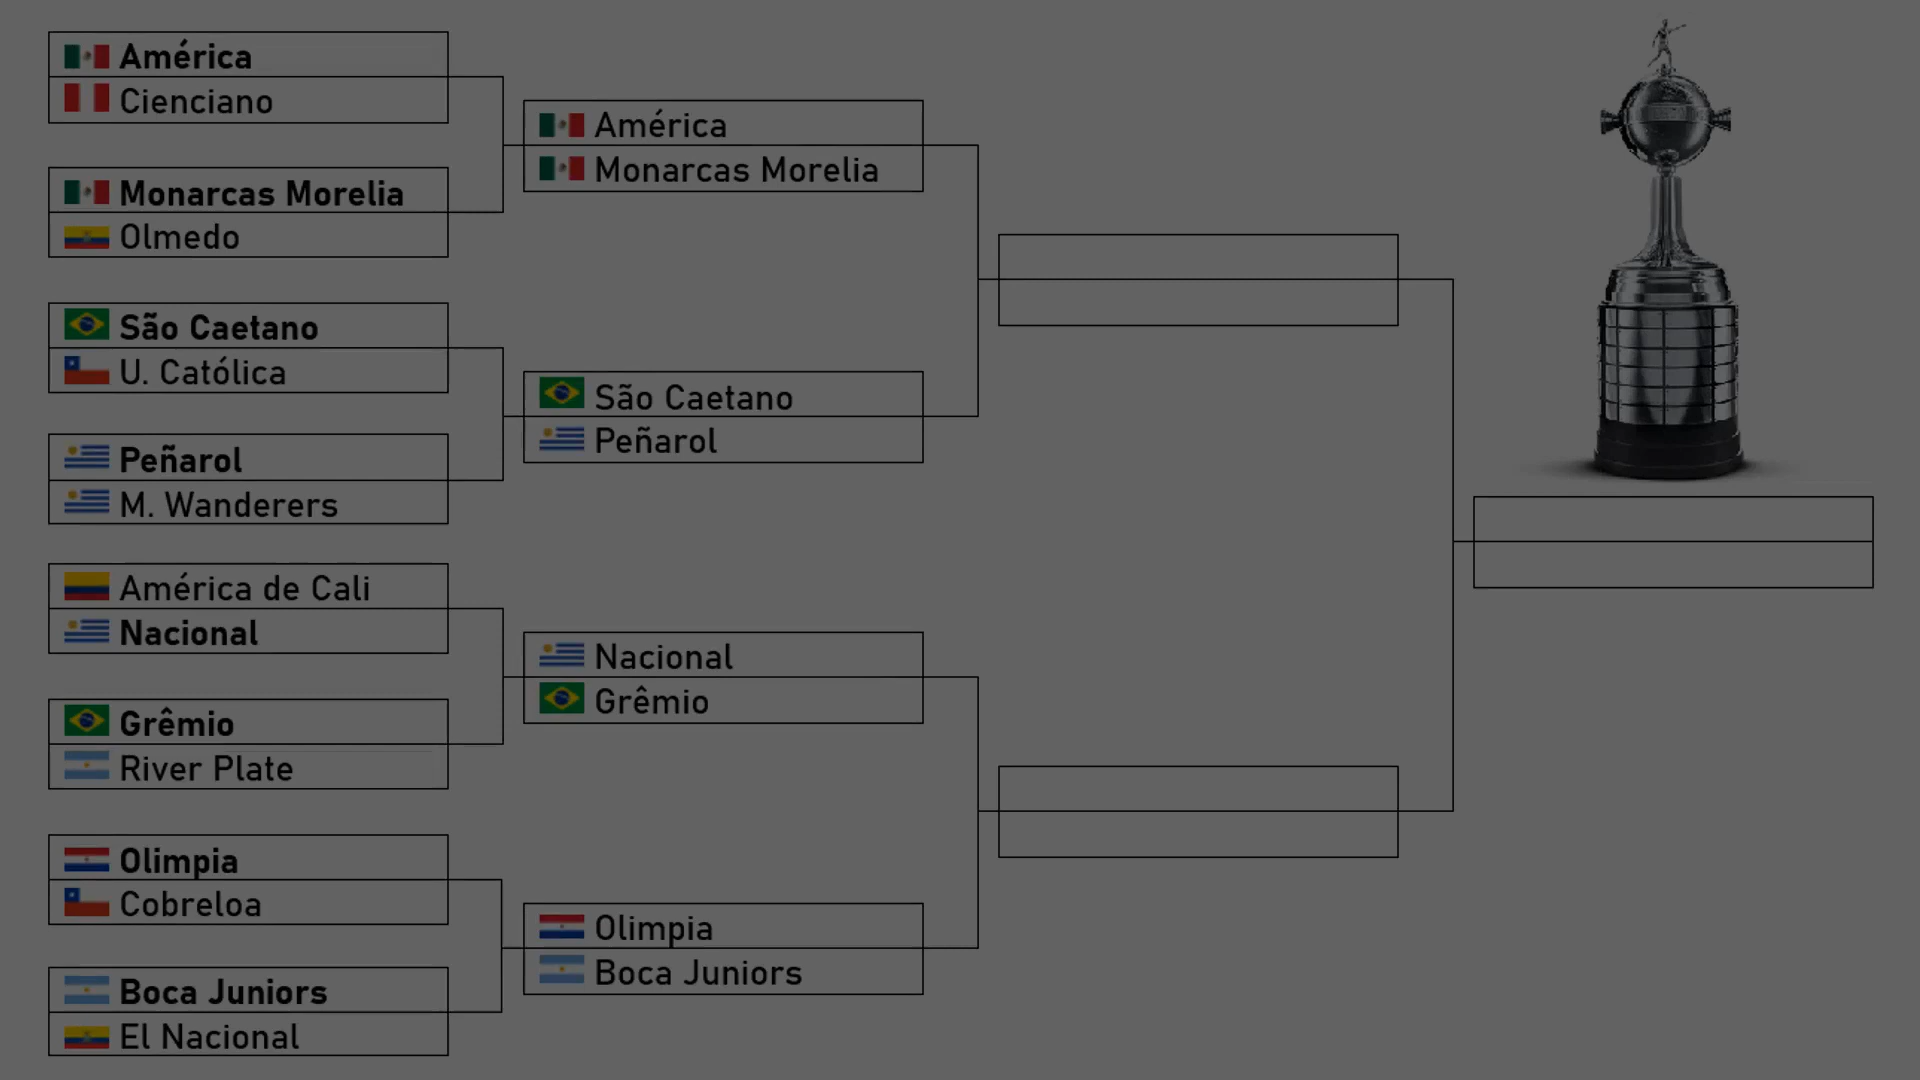 América
Cienciano
Monarcas Morelia
Olmedo
São Caetano
U. Católica
Peñarol
M. Wanderers
América de Cali
Nacional
Grêmio
River Plate
Olimpia
Cobreloa
Boca Juniors
El Nacional
América
Monarcas Morelia
São Caetano
Peñarol
Nacional
Grêmio
Olimpia
Boca Juniors